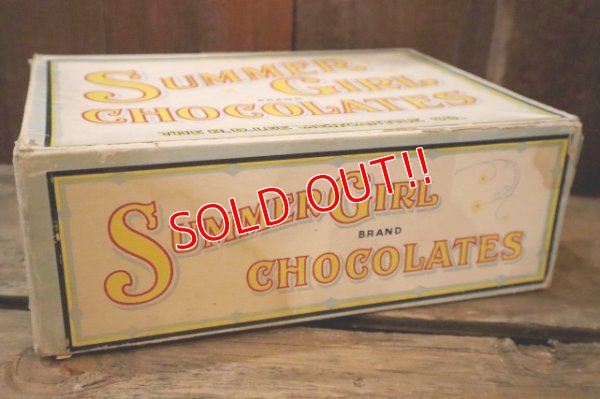 SUMMER
GIRL
BRAND
CHOCOLATES
SOLD OUT!!
SUMMER GIRL
BRAND
CHOCOLATES